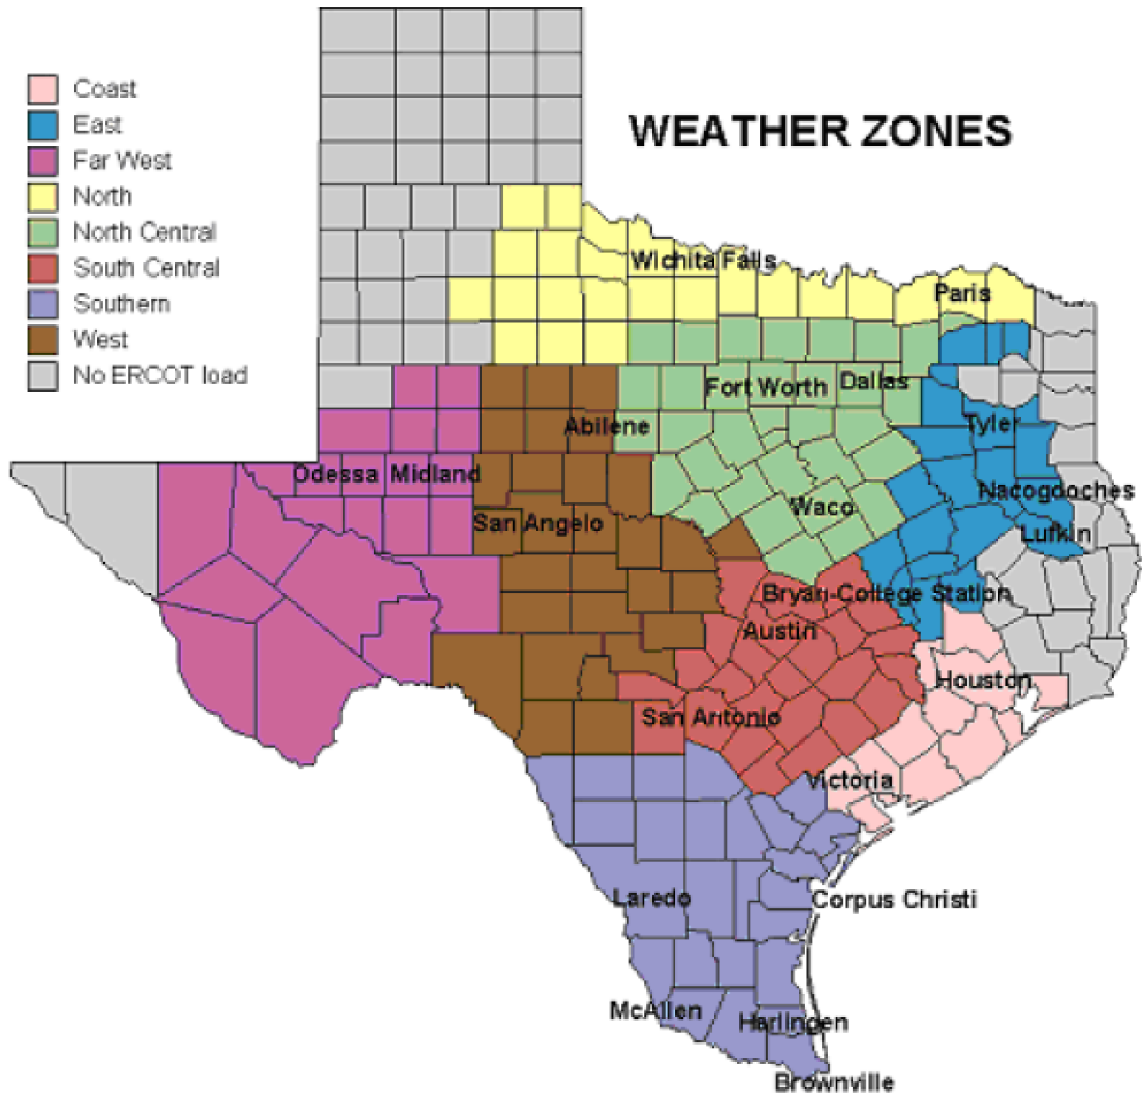 WEATHER ZONES
Coast
East
Far West
North
North Central
South Central
Southern
West
No ERCOT load
Wichita Falls
Paris
Fort Worth
Dallas
Abilene
Tyler
Odessa
Midland
Nacogdoches
Waco
San Angelo
Lufkin
Bryan-College Station
Austin
Houston
San Antonio
Victoria
Laredo
Corpus Christi
McAllen
Harlingen
Brownville